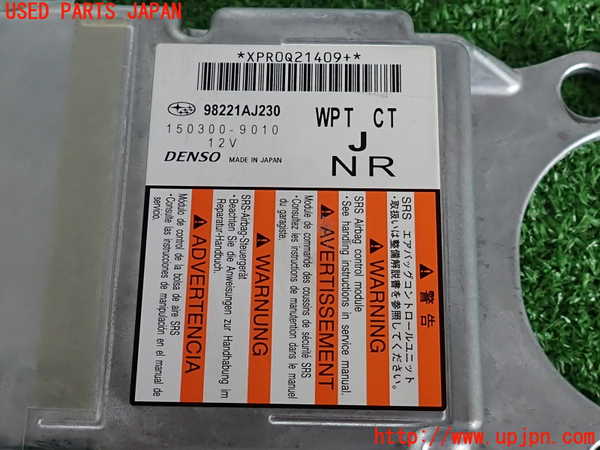 USED PARTS JAPAN
*XPR0Q21409+*
98221AJ230
150300-9010
12V
DENSO MADE IN JAPAN
WPT CT
J
NR
警告
SRS エアバッグコントロールユニット
・取扱いは整備解説書を参照してください。
WARNING
SRS Airbag control module
・See handling instructions in service manual.
AVERTISSEMENT
Module de commande des coussins de sécurité SRS
・Consultez les instructions de manutention dans le manuel
du garagiste.
WARNUNG
SRS-Airbag-Steuergerät
・Beachten Sie die Anweisungen zur Handhabung im
Reparatur-Handbuch.
ADVERTENCIA
Módulo de control de la bolsa de aire SRS
・Consulte las instrucciones de manipulación en el manual de
servicio.
http://www.upjpn.com